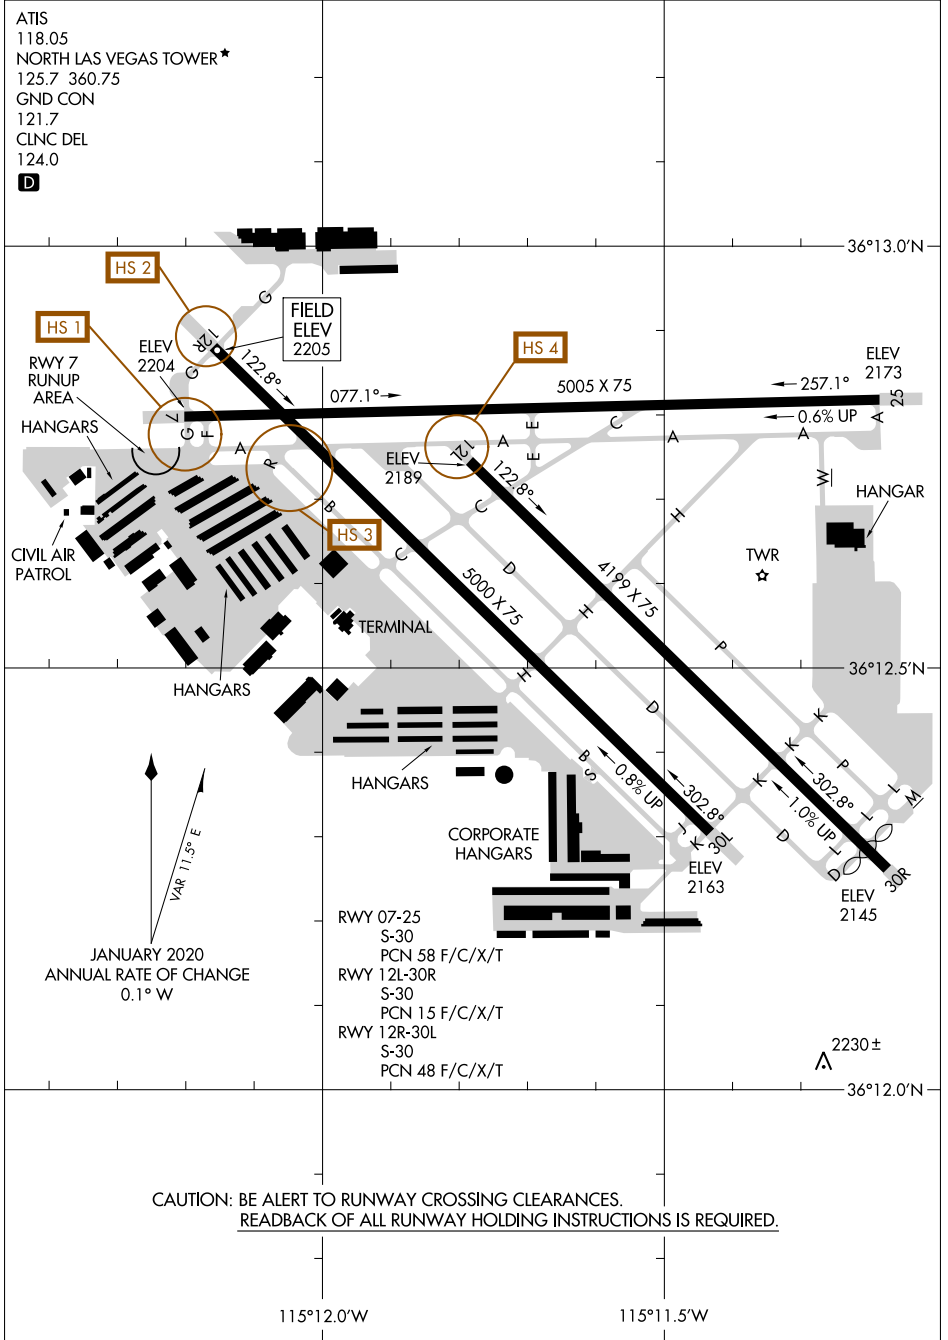 ATIS
118.05
NORTH LAS VEGAS TOWER★
125.7 360.75
GND CON
121.7
CLNC DEL
124.0
D
36°13.0'N
HS 2
G
HS 1
12R
FIELD
ELEV
2205
ELEV
2204
HS 4
ELEV
2173
RWY 7
RUNUP
AREA
G
122.8°
077.1°
5005 X 75
257.1°
25
0.6% UP
HANGARS
7
G
F
A
R
E
E
C
A
A
A
A
12L
ELEV
2189
122.8°
W
HANGAR
B
HS 3
C
C
H
CIVIL AIR
PATROL
D
5000 X 75
4199 X 75
TWR
H
TERMINAL
HANGARS
P
H
36°12.5'N
D
K
K
K
P
HANGARS
B
S
0.8% UP
302.8°
302.8°
1.0% UP
L
M
L
L
D
D
CORPORATE
HANGARS
L
K
30L
ELEV
2163
30R
ELEV
2145
VAR 11.5° E
JANUARY 2020
ANNUAL RATE OF CHANGE
0.1° W
RWY 07-25
S-30
PCN 58 F/C/X/T
RWY 12L-30R
S-30
PCN 15 F/C/X/T
RWY 12R-30L
S-30
PCN 48 F/C/X/T
2230 ±
36°12.0'N
CAUTION: BE ALERT TO RUNWAY CROSSING CLEARANCES.
READBACK OF ALL RUNWAY HOLDING INSTRUCTIONS IS REQUIRED.
115°12.0'W
115°11.5'W